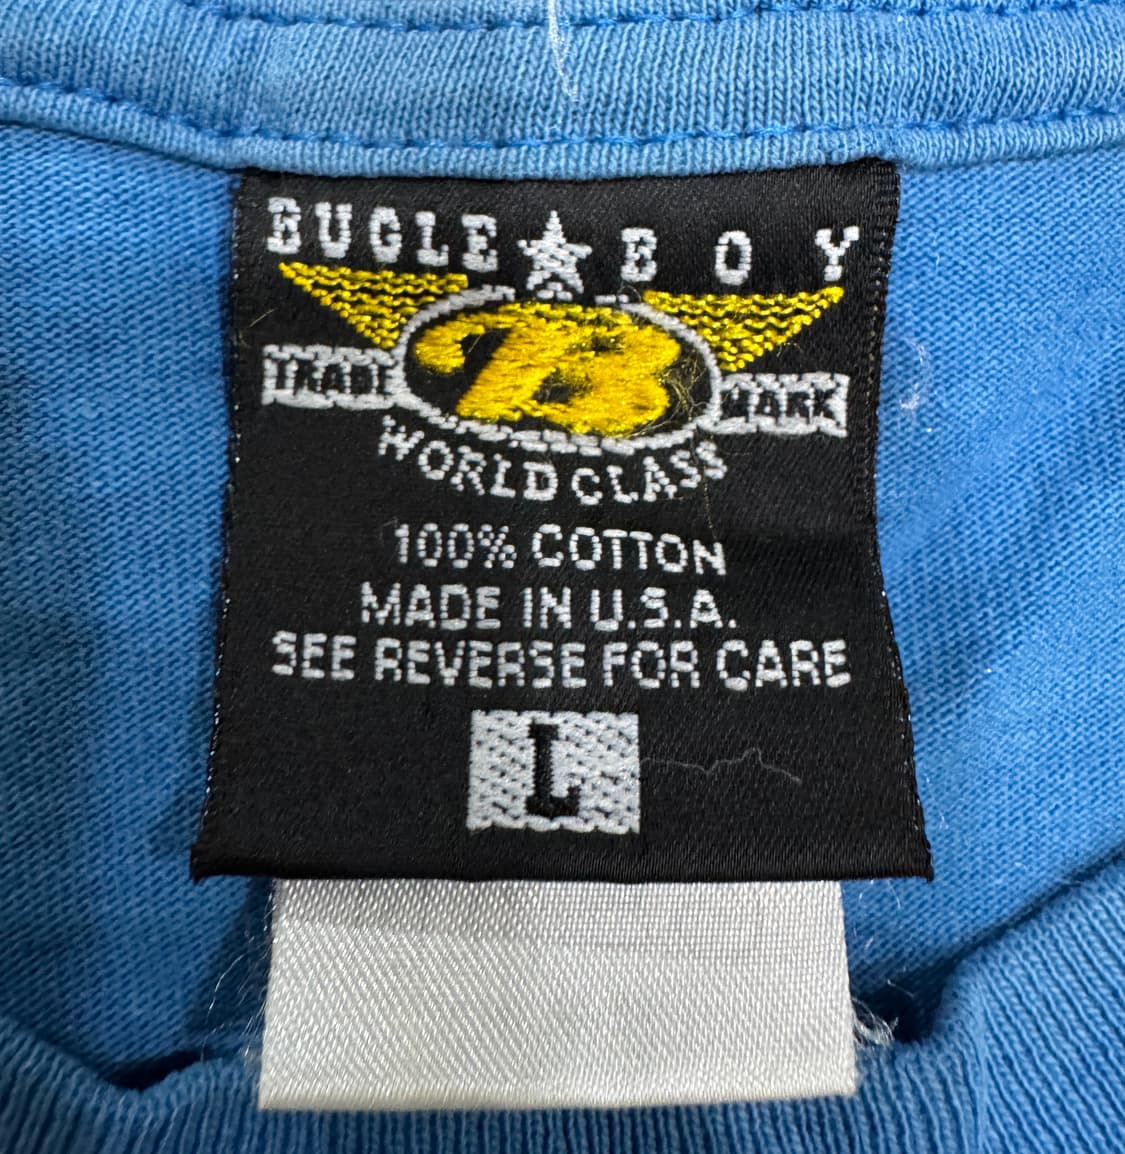 BUGLE★BOY
B
TRADE MARK
WORLD CLASS
100% COTTON
MADE IN U.S.A.
SEE REVERSE FOR CARE
L